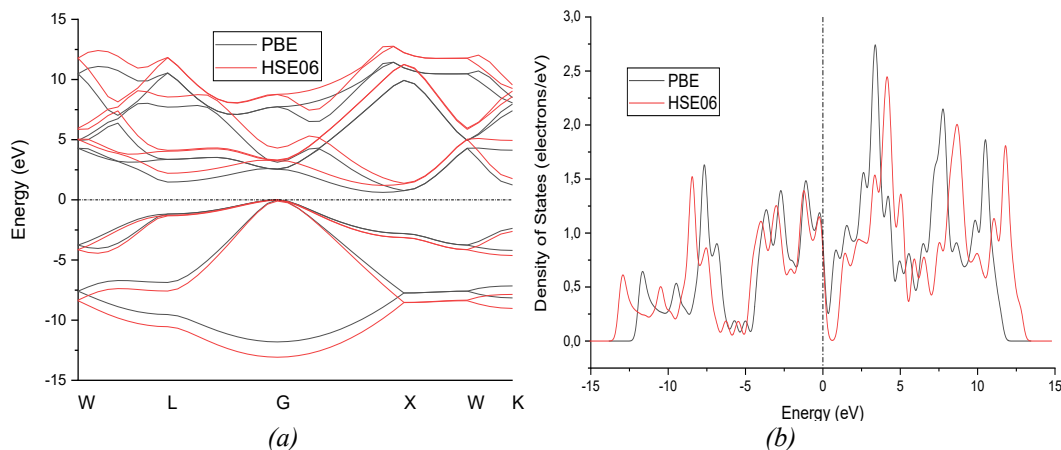 15
10
5
0
-5
-10
-15
Energy (eV)
PBE
HSE06
W
L
G
X
W
K
(a)
3,0
2,5
2,0
1,5
1,0
0,5
0,0
Density of States (electrons/eV)
PBE
HSE06
-15
-10
-5
0
5
10
15
Energy (eV)
(b)